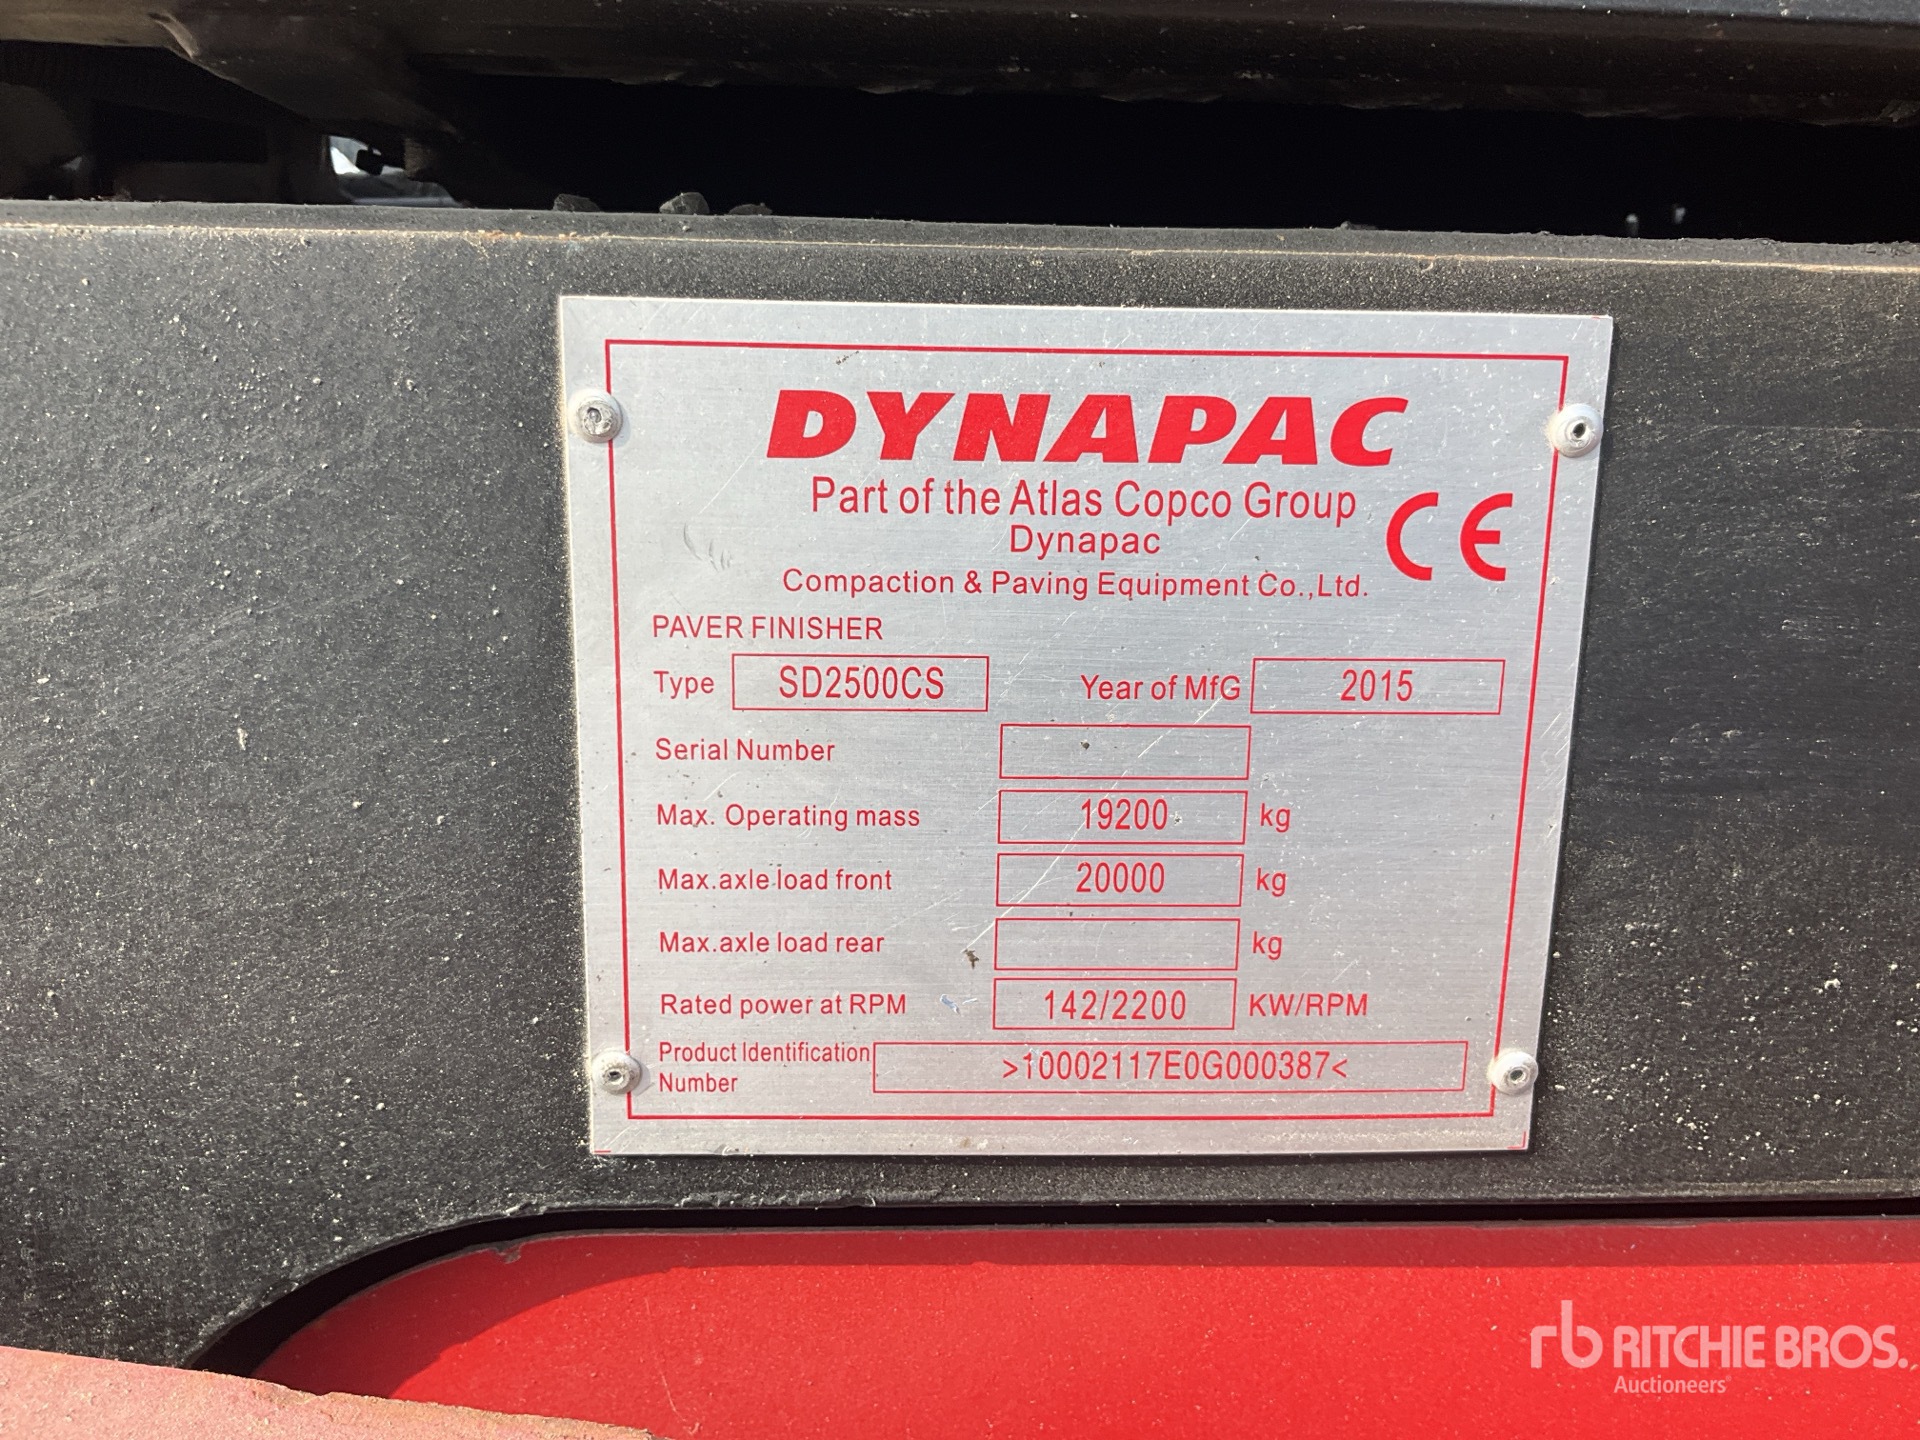 DYNAPAC
Part of the Atlas Copco Group
CE
Dynapac
Compaction & Paving Equipment Co.,Ltd.
PAVER FINISHER
Type SD2500CS Year of MfG 2015
Serial Number
Max. Operating mass 19200 kg
Max.axle load front 20000 kg
Max.axle load rear kg
Rated power at RPM 142/2200 KW/RPM
Product Identification Number >10002117E0G000387<
rb RITCHIE BROS.
Auctioneers